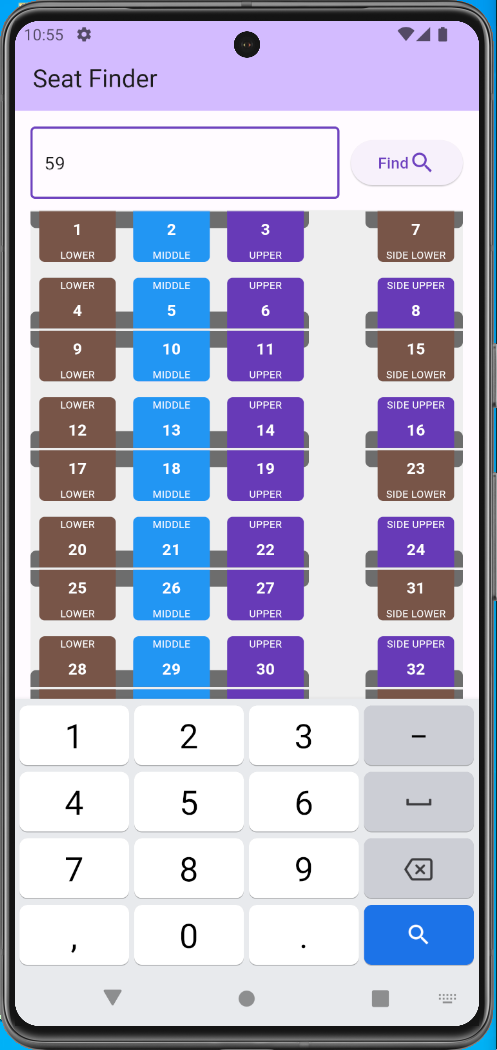 10:55
Seat Finder
59
Find
1 2 3 7
LOWER MIDDLE UPPER SIDE LOWER
LOWER MIDDLE UPPER SIDE UPPER
4 5 6 8
9 10 11 15
LOWER MIDDLE UPPER SIDE LOWER
LOWER MIDDLE UPPER SIDE UPPER
12 13 14 16
17 18 19 23
LOWER MIDDLE UPPER SIDE LOWER
LOWER MIDDLE UPPER SIDE UPPER
20 21 22 24
25 26 27 31
LOWER MIDDLE UPPER SIDE LOWER
LOWER MIDDLE UPPER SIDE UPPER
28 29 30 32
1 2 3 –
4 5 6
7 8 9
, 0 .